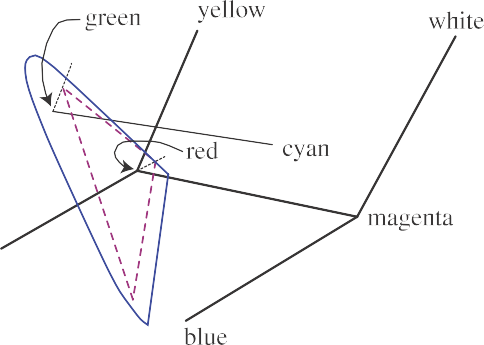 yellow
green
white
red
cyan
magenta
blue